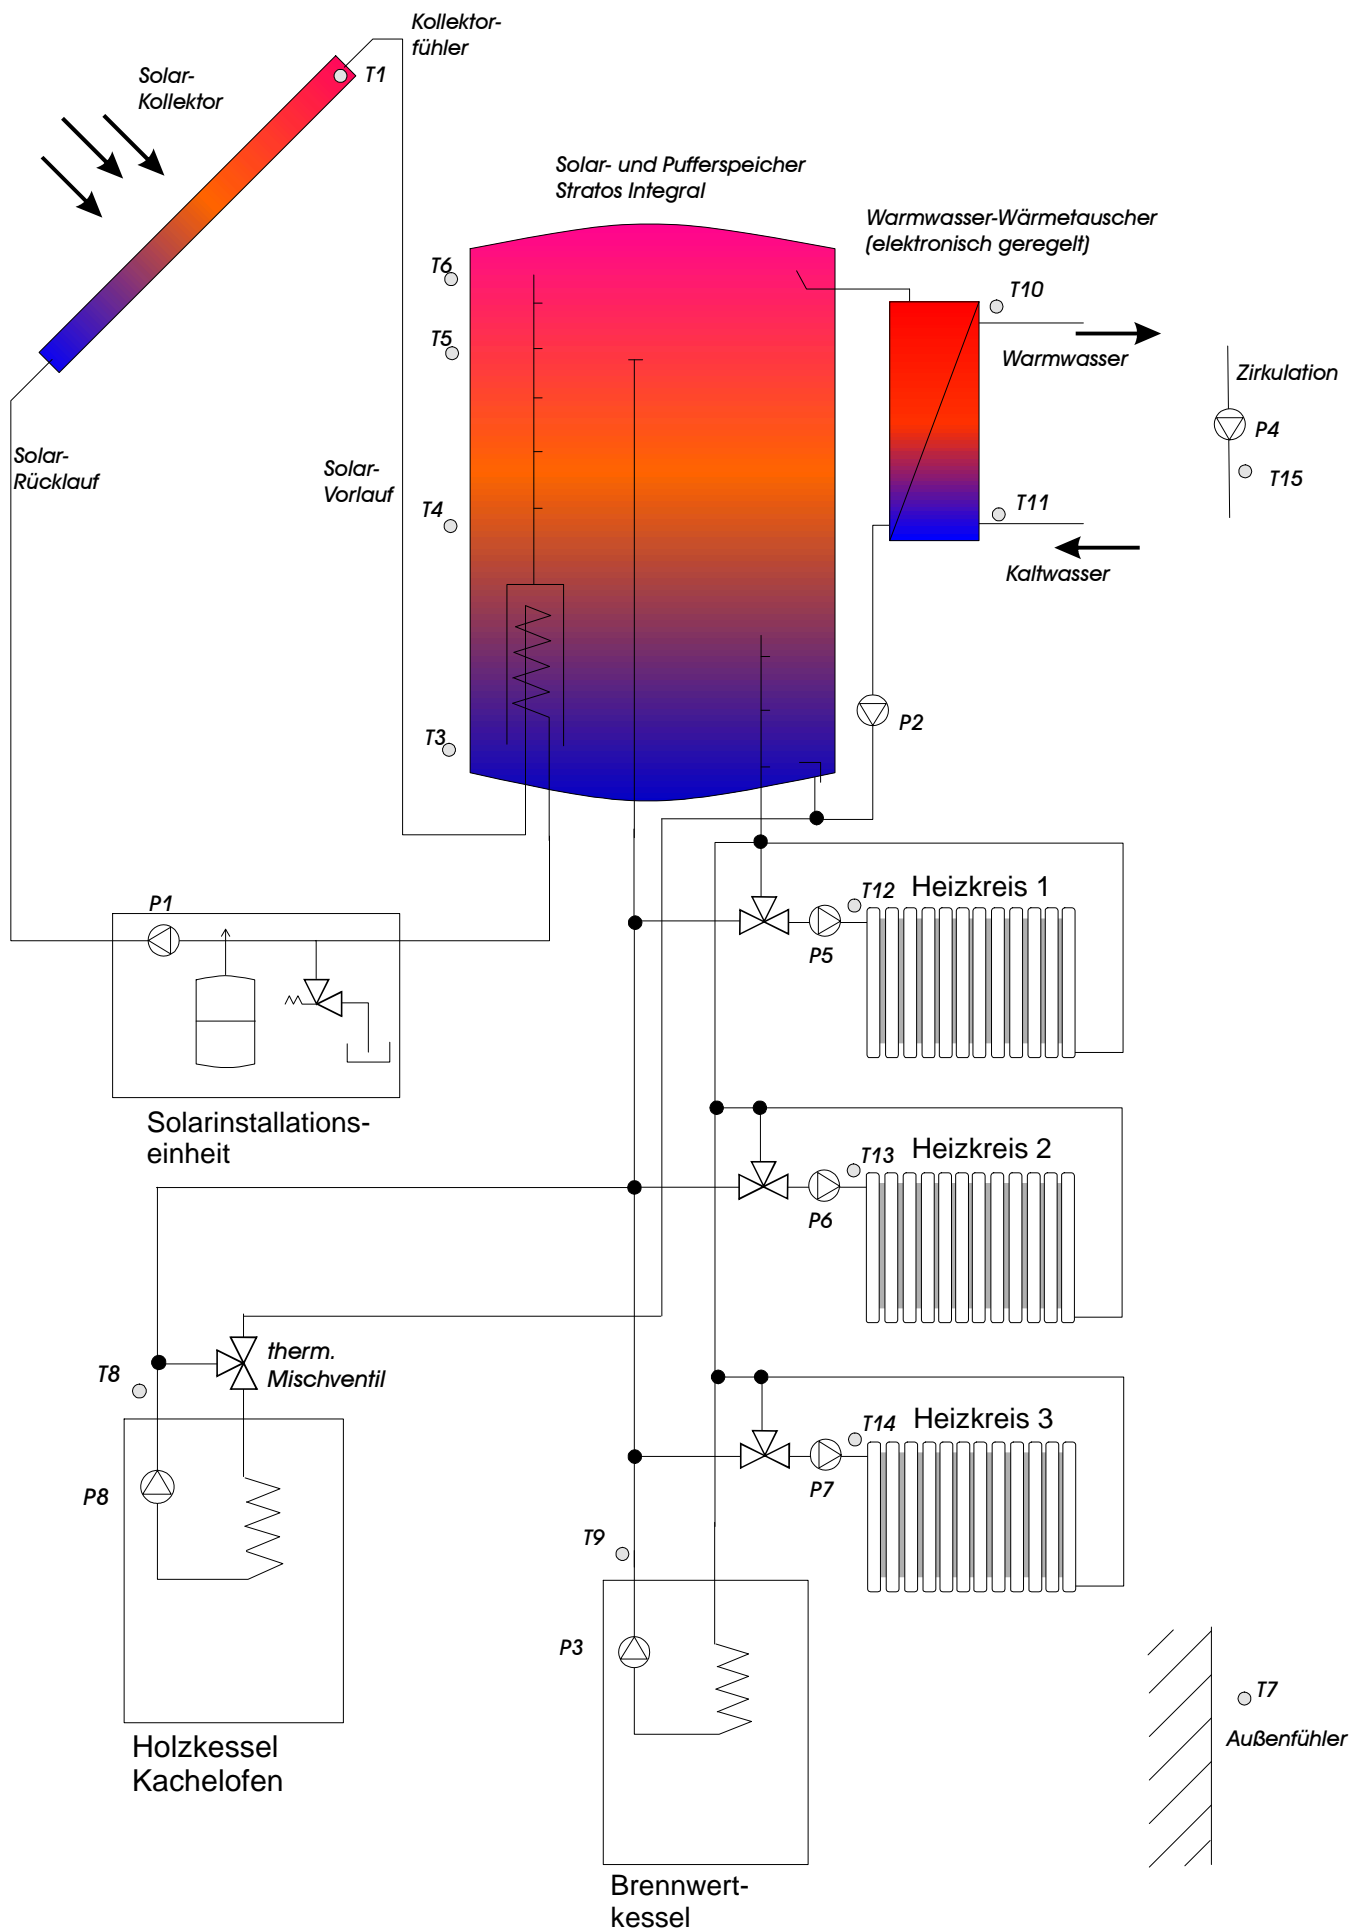 Kollektor-
fühler
T1
Solar-
Kollektor
Solar- und Pufferspeicher
Stratos Integral
Warmwasser-Wärmetauscher
(elektronisch geregelt)
T6
T10
T5
Warmwasser
Zirkulation
P4
T15
Solar-
Rücklauf
Solar-
Vorlauf
T4
T11
Kaltwasser
T3
P2
P1
T12
Heizkreis 1
P5
Solarinstallations-
einheit
T13
Heizkreis 2
P6
therm.
Mischventil
T8
T14
Heizkreis 3
P7
P8
T9
P3
T7
Außenfühler
Holzkessel
Kachelofen
Brennwert-
kessel